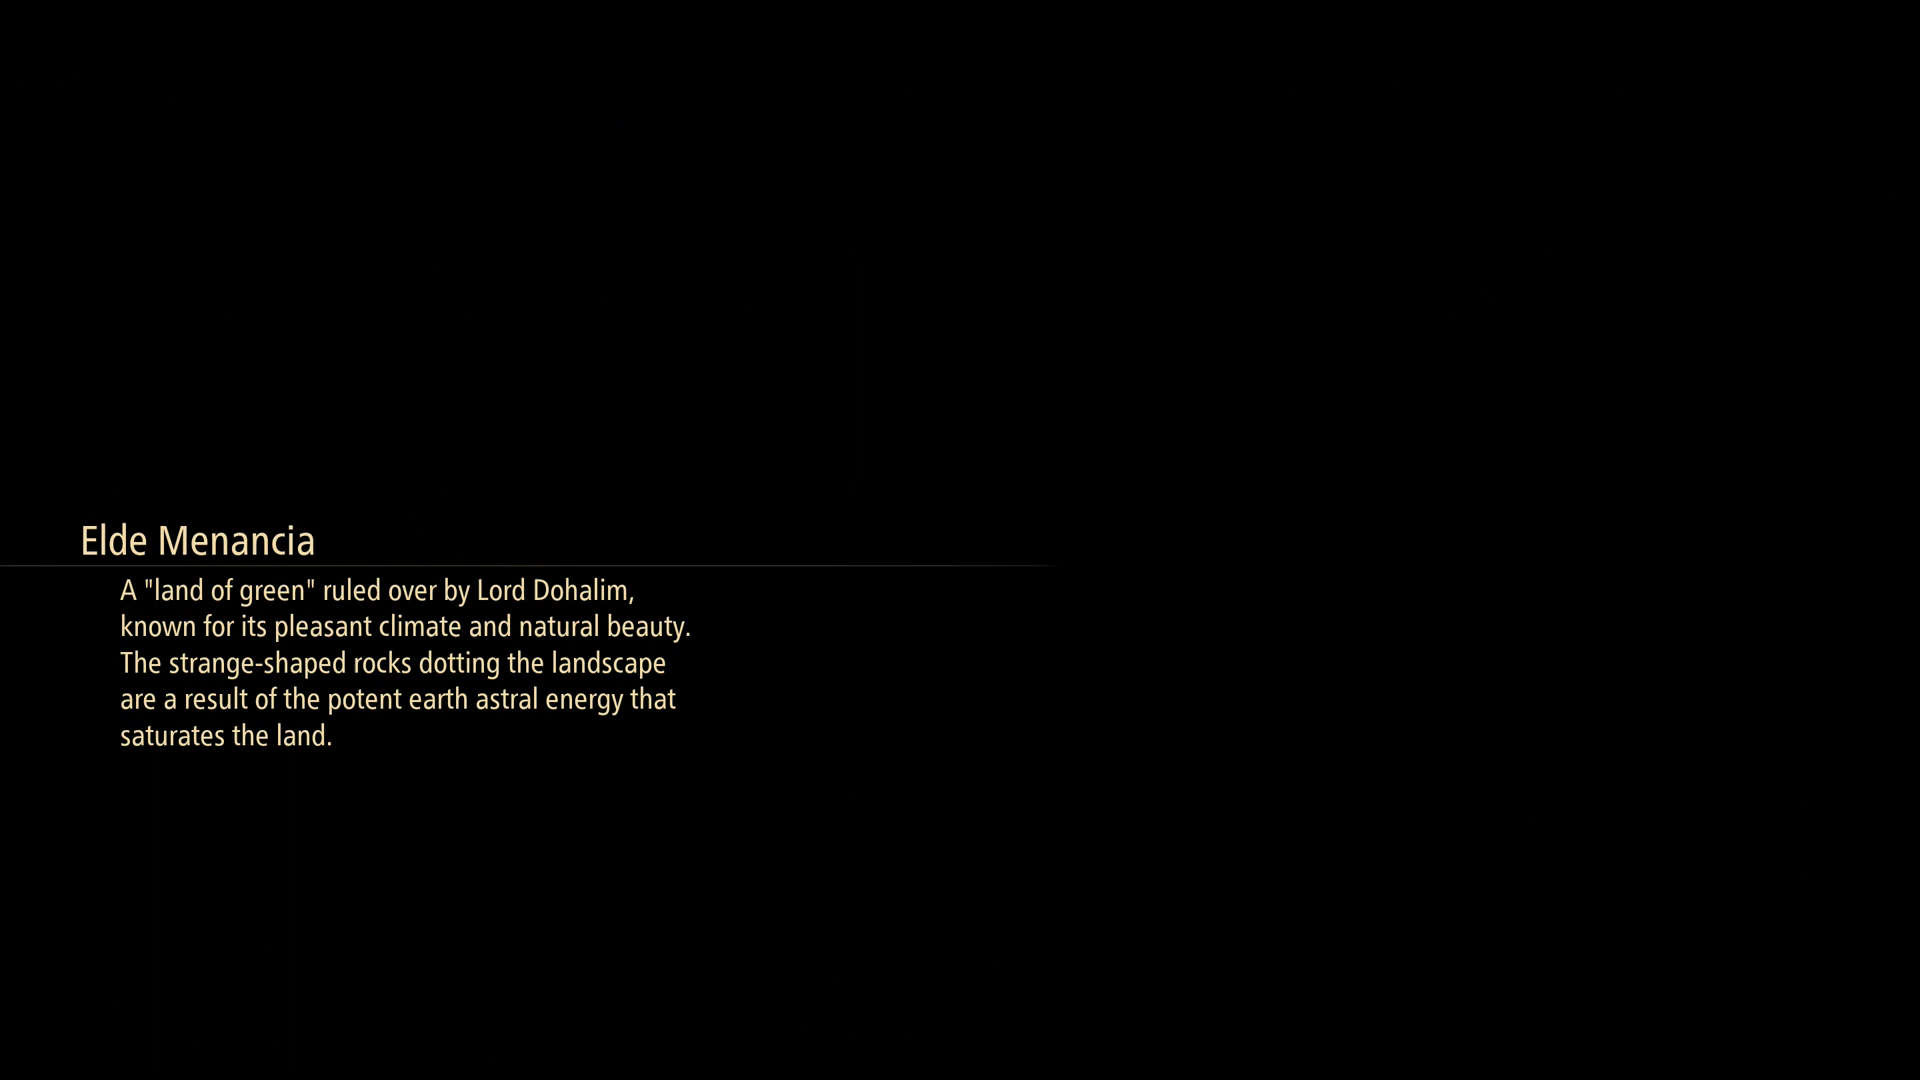 Elde Menancia
A "land of green" ruled over by Lord Dohalim,
known for its pleasant climate and natural beauty.
The strange-shaped rocks dotting the landscape
are a result of the potent earth astral energy that
saturates the land.